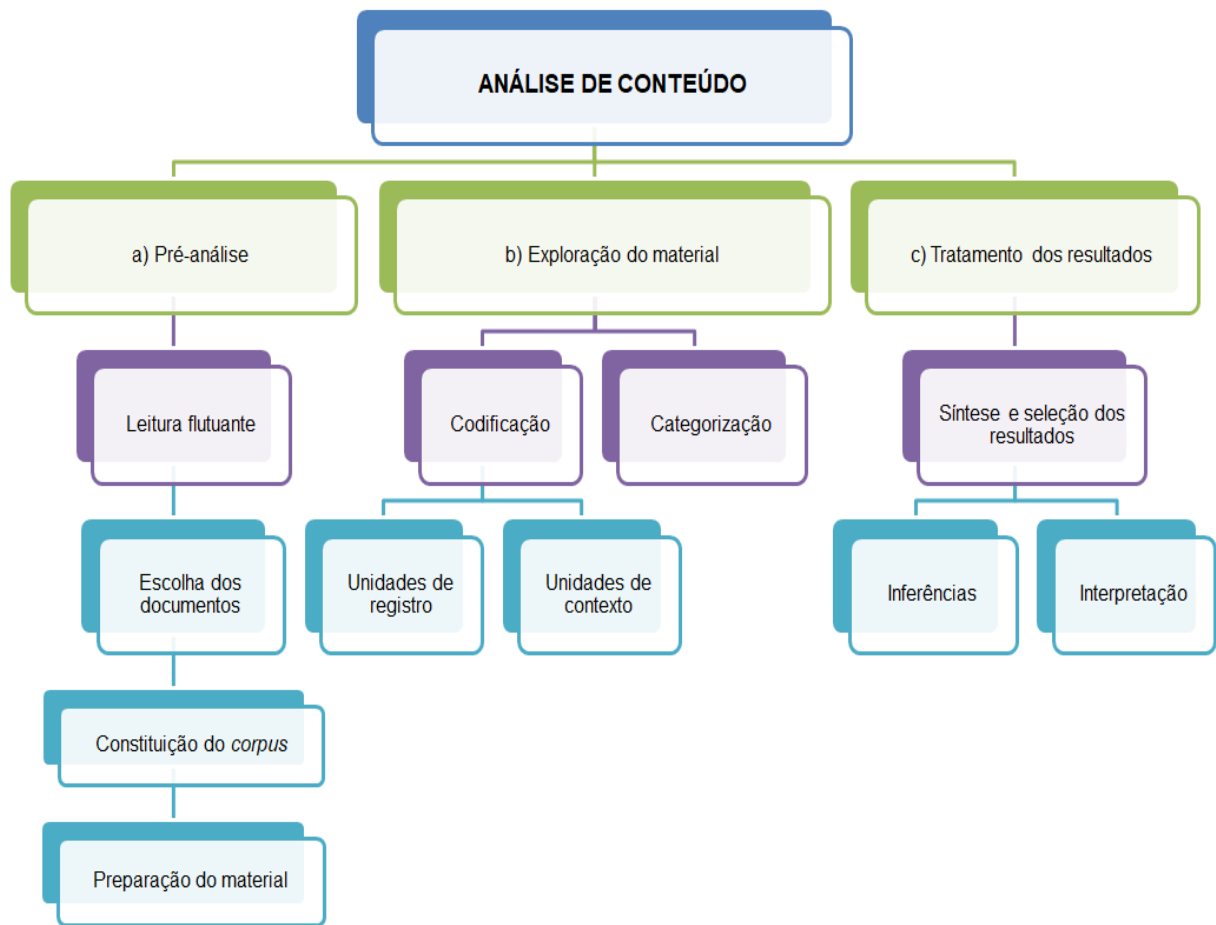 ANÁLISE DE CONTEÚDO
a) Pré-análise
b) Exploração do material
c) Tratamento dos resultados
Leitura flutuante
Codificação
Categorização
Síntese e seleção dos
resultados
Escolha dos
documentos
Unidades de
registro
Unidades de
contexto
Inferências
Interpretação
Constituição do corpus
Preparação do material